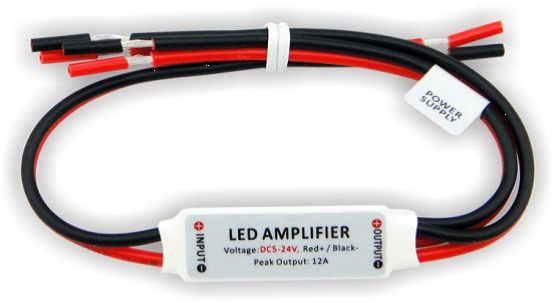 POWER
SUPPLY
LED AMPLIFIER
Voltage:DC5-24V, Red+ / Black-
Peak Output: 12A
+INPUT-
+OUTPUT-